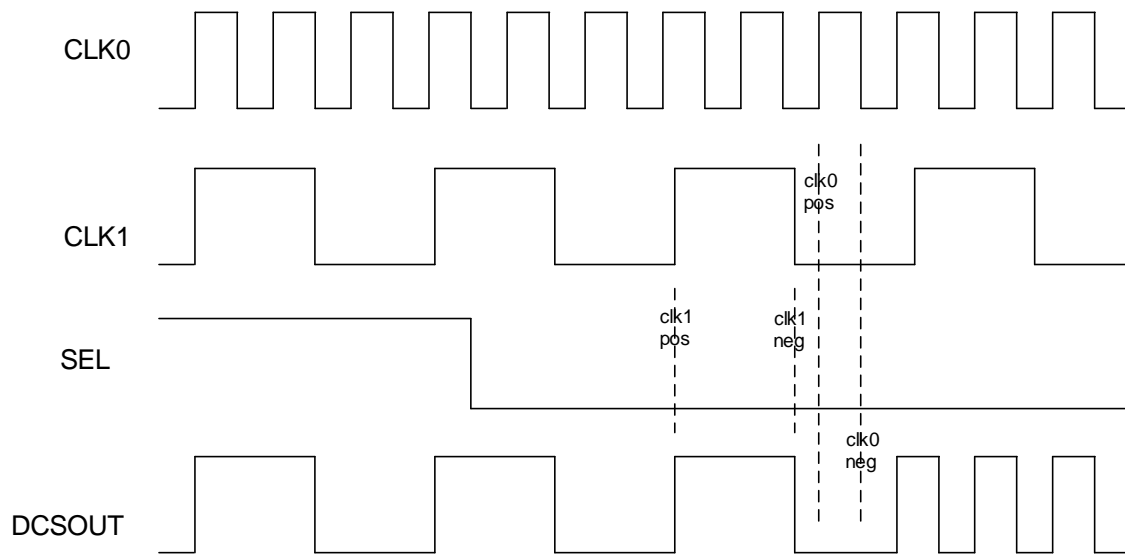 CLK0
clk0
pos
CLK1
clk1
pos
clk1
neg
SEL
clk0
neg
DCSOUT